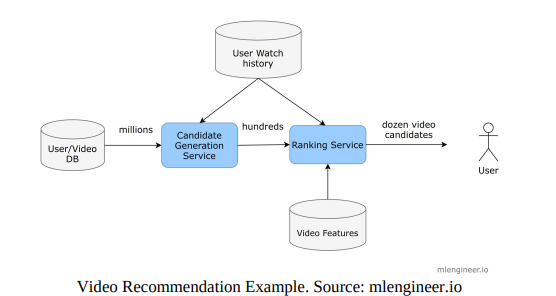 User Watch
history
millions
hundreds
dozen video
candidates
User/Video
DB
Candidate
Generation
Service
Ranking Service
User
Video Features
mlengineer.io
Video Recommendation Example. Source: mlengineer.io